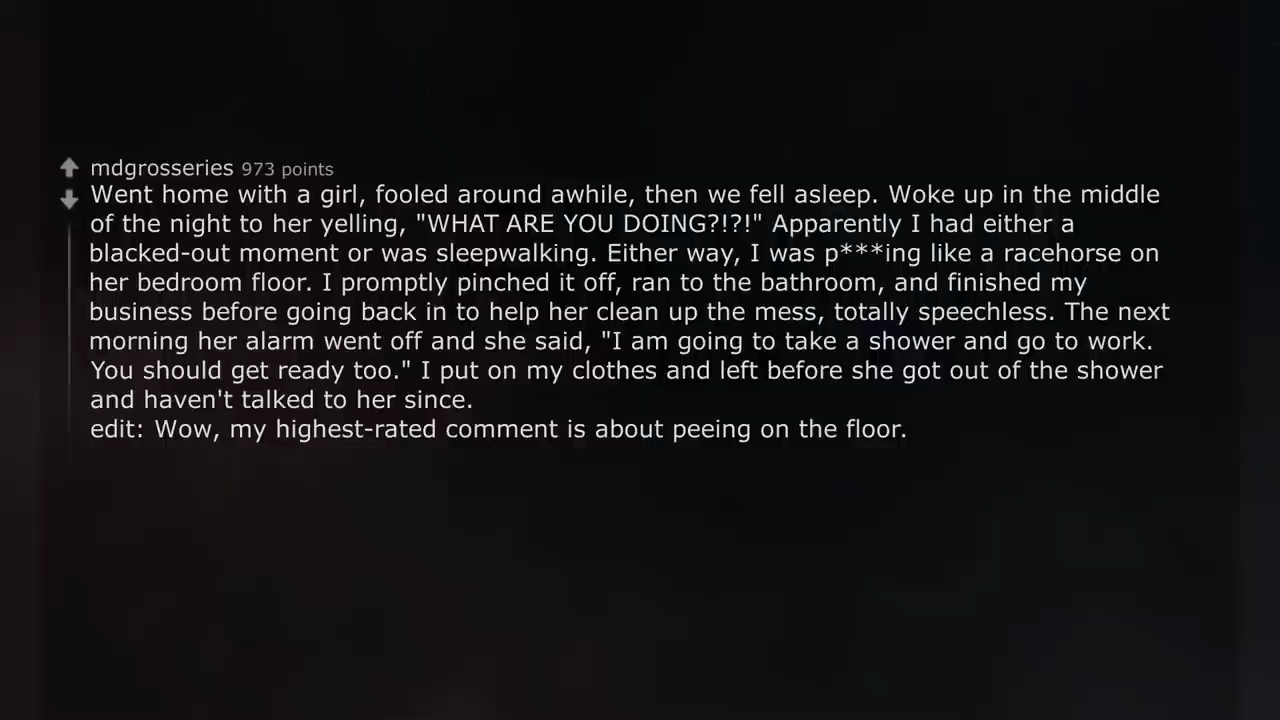 mdgrosseries 973 points
Went home with a girl, fooled around awhile, then we fell asleep. Woke up in the middle
of the night to her yelling, "WHAT ARE YOU DOING?!?!" Apparently I had either a
blacked-out moment or was sleepwalking. Either way, I was p***ing like a racehorse on
her bedroom floor. I promptly pinched it off, ran to the bathroom, and finished my
business before going back in to help her clean up the mess, totally speechless. The next
morning her alarm went off and she said, "I am going to take a shower and go to work.
You should get ready too." I put on my clothes and left before she got out of the shower
and haven't talked to her since.
edit: Wow, my highest-rated comment is about peeing on the floor.